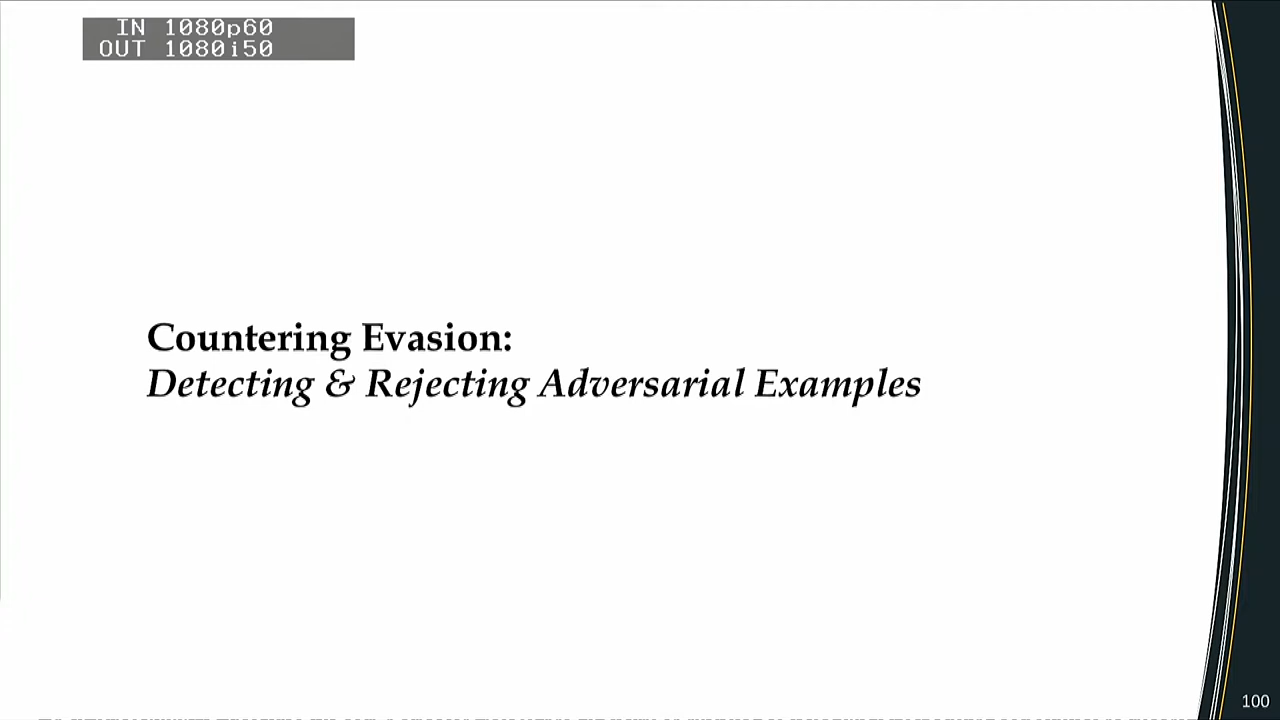 IN 1080p60
OUT 1080i50
Countering Evasion:
Detecting & Rejecting Adversarial Examples
100